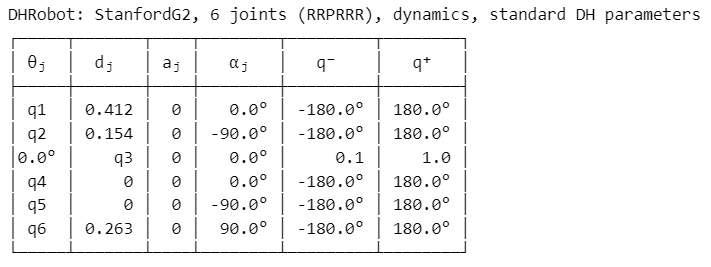 DHRobot: StanfordG2, 6 joints (RRPRRR), dynamics, standard DH parameters
θⱼ dⱼ aⱼ αⱼ q⁻ q⁺
q1 0.412 0 0.0° -180.0° 180.0°
q2 0.154 0 -90.0° -180.0° 180.0°
0.0° q3 0 0.0° 0.1 1.0
q4 0 0 0.0° -180.0° 180.0°
q5 0 0 -90.0° -180.0° 180.0°
q6 0.263 0 90.0° -180.0° 180.0°